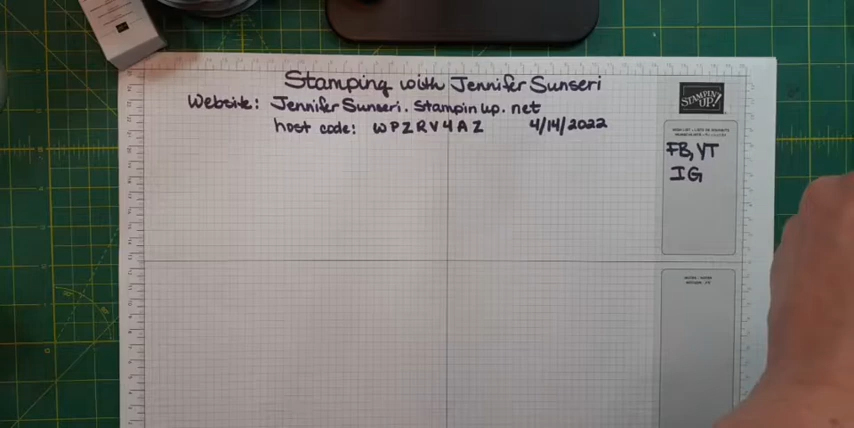 Stamping with Jennifer Sunseri
Website: JenniferSunseri.stampinup.net
host code: WPZRV4AZ 4/14/2022
STAMPIN' UP!
FB, YT
IG